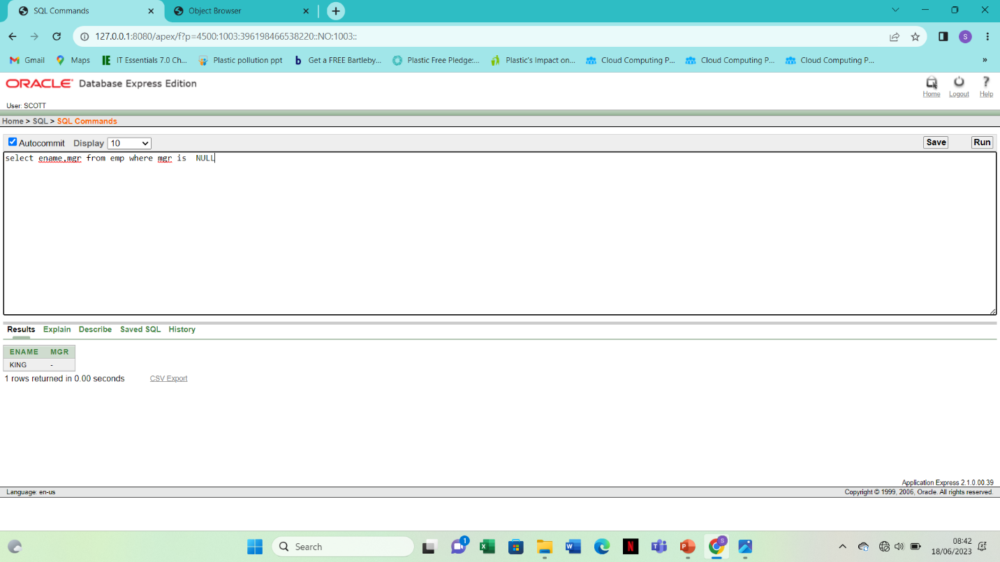 SQL Commands
Object Browser
127.0.0.1:8080/apex/f?p=4500:1003:396198466538220::NO:1003::
S
Gmail
Maps
IT Essentials 7.0 Ch...
Plastic pollution ppt
Get a FREE Bartleby...
Plastic Free Pledge:...
Plastic's Impact on...
Cloud Computing P...
Cloud Computing P...
Cloud Computing P...
»
ORACLE Database Express Edition
Home
Logout
Help
User: SCOTT
Home > SQL > SQL Commands
Autocommit Display 10
Save
Run
select ename,mgr from emp where mgr is  NULL
Results Explain Describe Saved SQL History
ENAME MGR
KING -
1 rows returned in 0.00 seconds CSV Export
Application Express 2.1.0.00.39
Language: en-us Copyright © 1999, 2006, Oracle. All rights reserved.
Search
1
S
08:42
18/06/2023